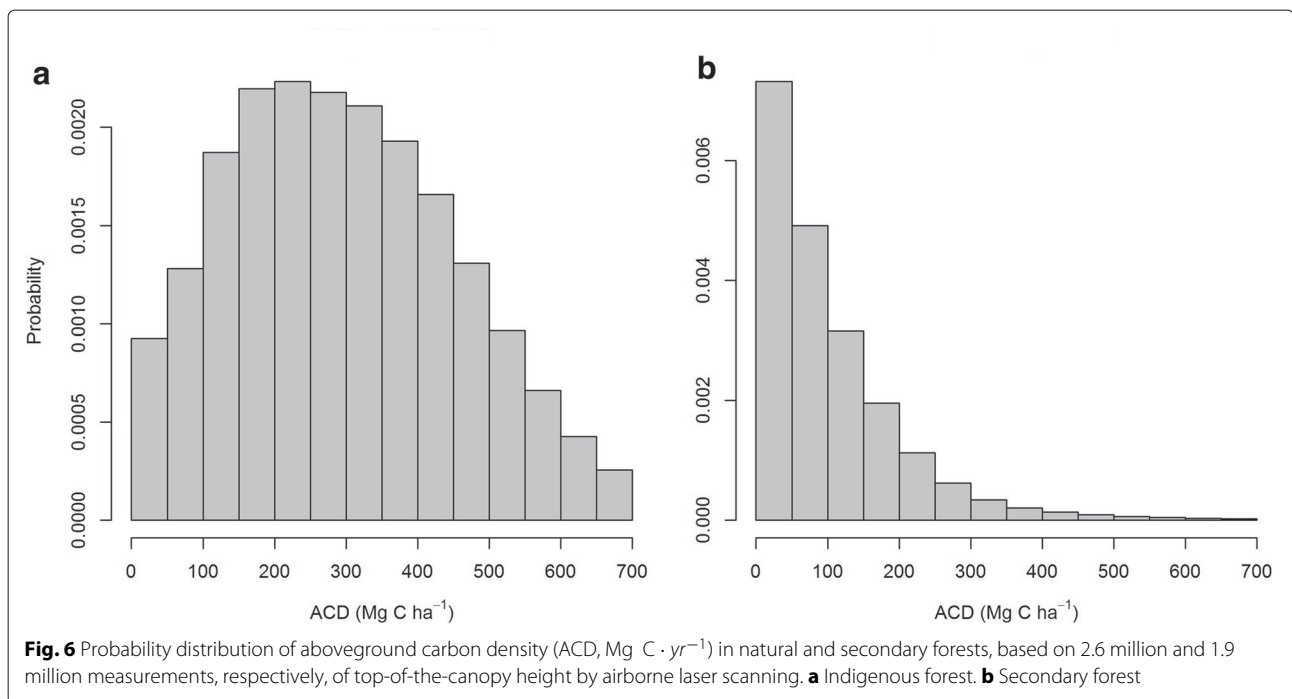 a
b
Probability
0.0000 0.0005 0.0010 0.0015 0.0020
0 100 200 300 400 500 600 700
ACD (Mg C ha⁻¹)
0.000 0.002 0.004 0.006
0 100 200 300 400 500 600 700
ACD (Mg C ha⁻¹)
Fig. 6 Probability distribution of aboveground carbon density (ACD, Mg C · yr⁻¹) in natural and secondary forests, based on 2.6 million and 1.9
million measurements, respectively, of top-of-the-canopy height by airborne laser scanning. a Indigenous forest. b Secondary forest